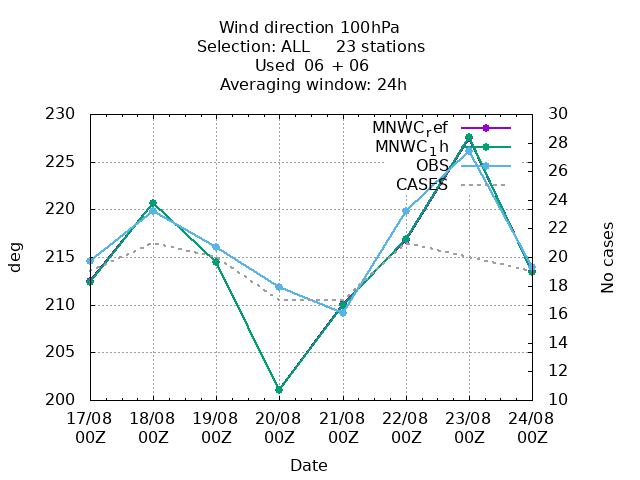 Wind direction 100hPa
Selection: ALL 23 stations
Used 06 + 06
Averaging window: 24h
230 30
MNWC_ref
28
MNWC_1h
225 26
OBS
CASES
24
220
22
215 20
18
210
16
14
205
12
200 10
deg
No cases
17/08 18/08 19/08 20/08 21/08 22/08 23/08 24/08
00Z 00Z 00Z 00Z 00Z 00Z 00Z 00Z
Date